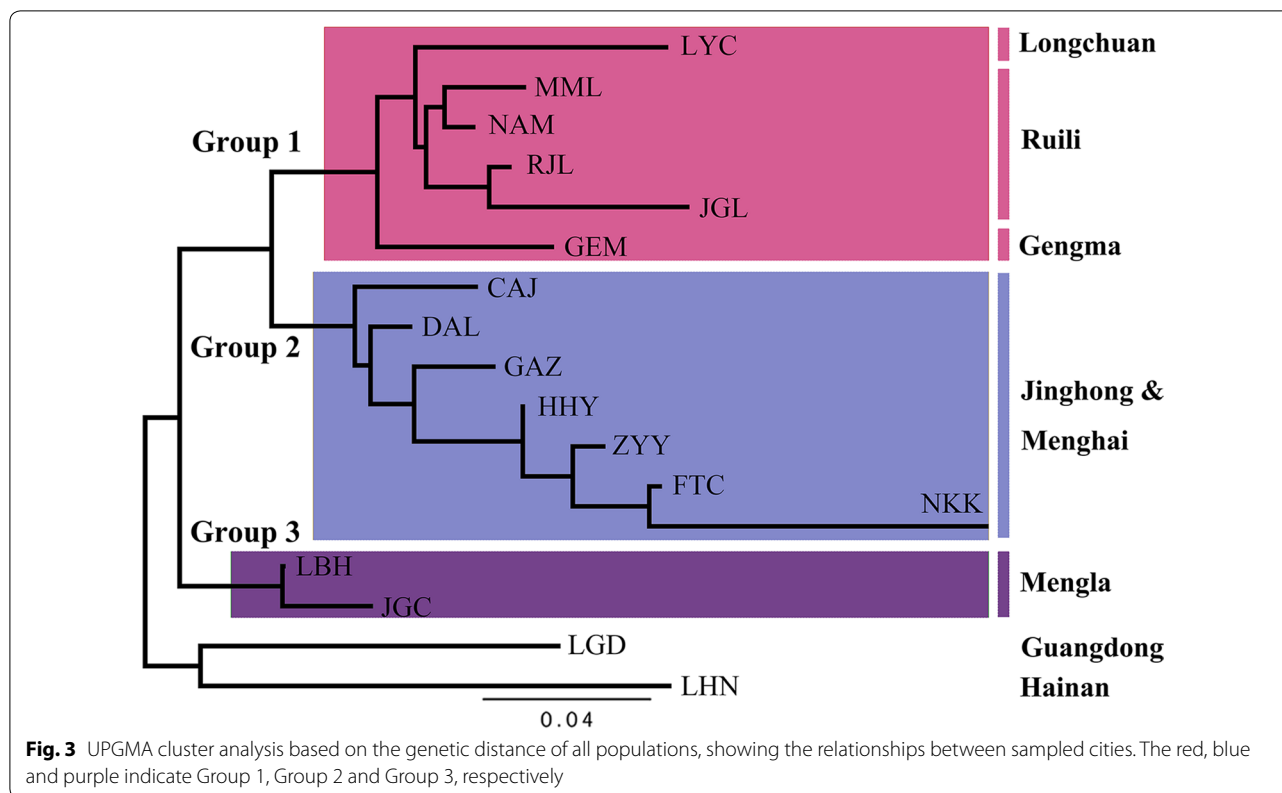 LYC
Longchuan
MML
Group 1
NAM
Ruili
RJL
JGL
GEM
Gengma
CAJ
DAL
Group 2
GAZ
Jinghong &
HHY
Menghai
ZYY
FTC
NKK
Group 3
LBH
Mengla
JGC
LGD
Guangdong
LHN
Hainan
0.04
Fig. 3 UPGMA cluster analysis based on the genetic distance of all populations, showing the relationships between sampled cities. The red, blue
and purple indicate Group 1, Group 2 and Group 3, respectively